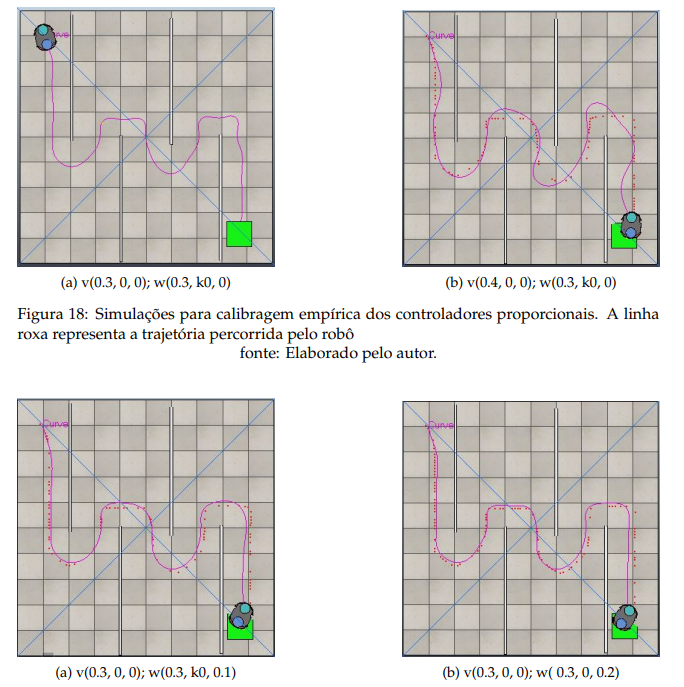 Curve
Curve
(a) v(0.3, 0, 0); w(0.3, k0, 0)
(b) v(0.4, 0, 0); w(0.3, k0, 0)
Figura 18: Simulações para calibragem empírica dos controladores proporcionais. A linha
roxa representa a trajetória percorrida pelo robô
fonte: Elaborado pelo autor.
Curve
Curve
(a) v(0.3, 0, 0); w(0.3, k0, 0.1)
(b) v(0.3, 0, 0); w( 0.3, 0, 0.2)